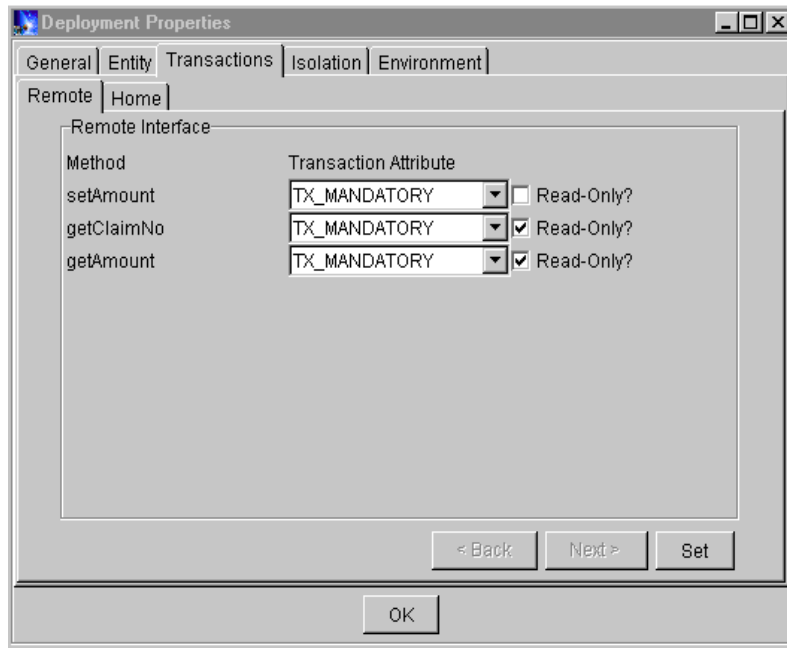 Deployment Properties
General Entity Transactions Isolation Environment
Remote Home
Remote Interface
Method Transaction Attribute
setAmount TX_MANDATORY Read-Only?
getClaimNo TX_MANDATORY Read-Only?
getAmount TX_MANDATORY Read-Only?
< Back Next > Set
OK